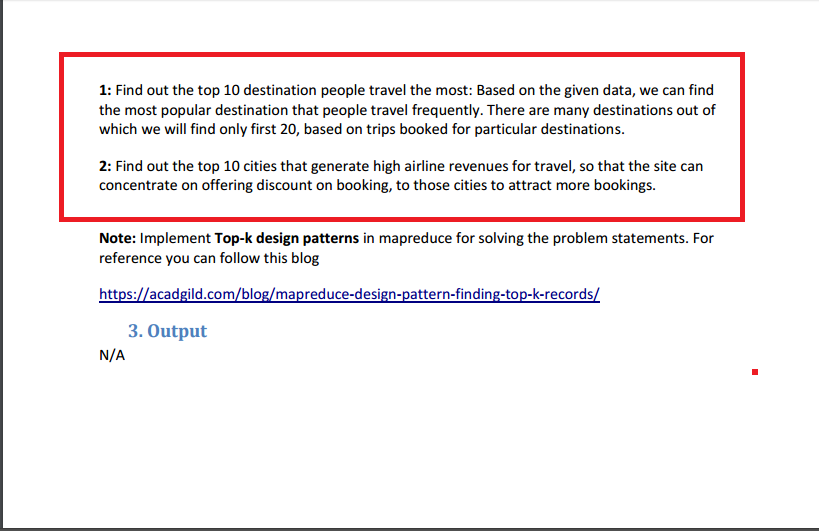 1: Find out the top 10 destination people travel the most: Based on the given data, we can find
the most popular destination that people travel frequently. There are many destinations out of
which we will find only first 20, based on trips booked for particular destinations.
2: Find out the top 10 cities that generate high airline revenues for travel, so that the site can
concentrate on offering discount on booking, to those cities to attract more bookings.
Note: Implement Top-k design patterns in mapreduce for solving the problem statements. For
reference you can follow this blog
https://acadgild.com/blog/mapreduce-design-pattern-finding-top-k-records/
3. Output
N/A